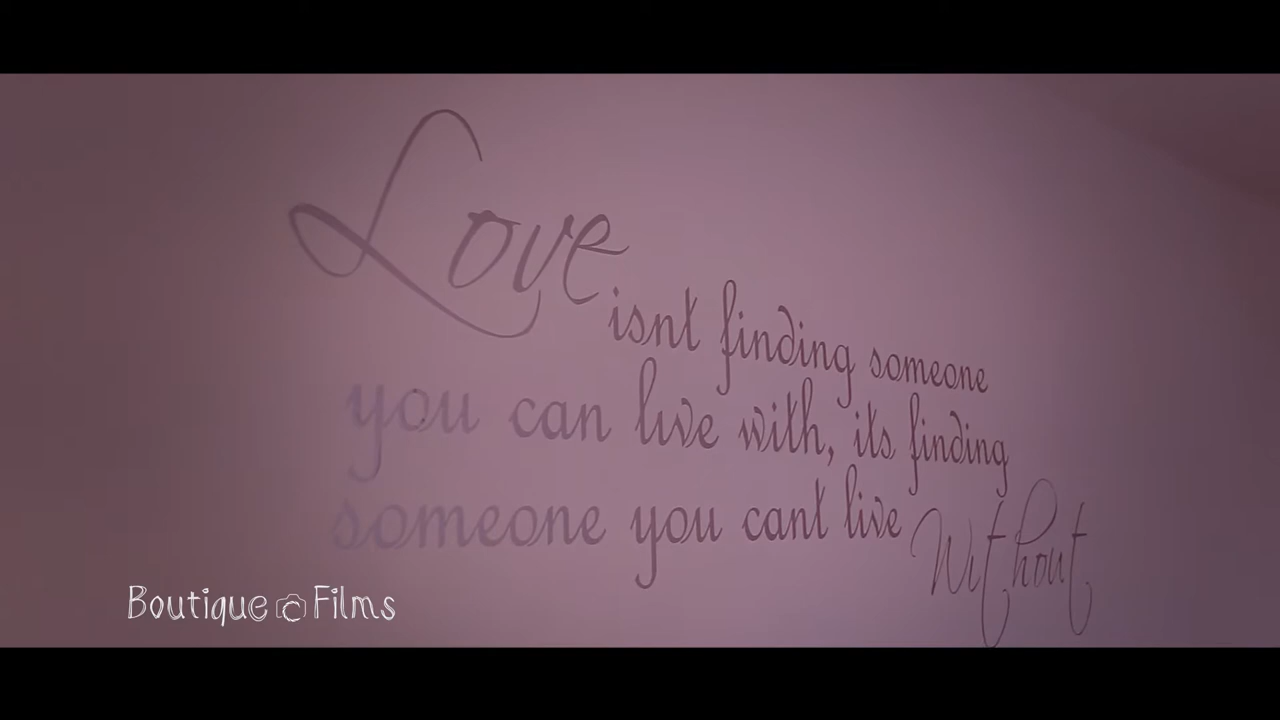 Love
isnt finding someone
you can live with, its finding
someone you cant live Without
Boutique Films